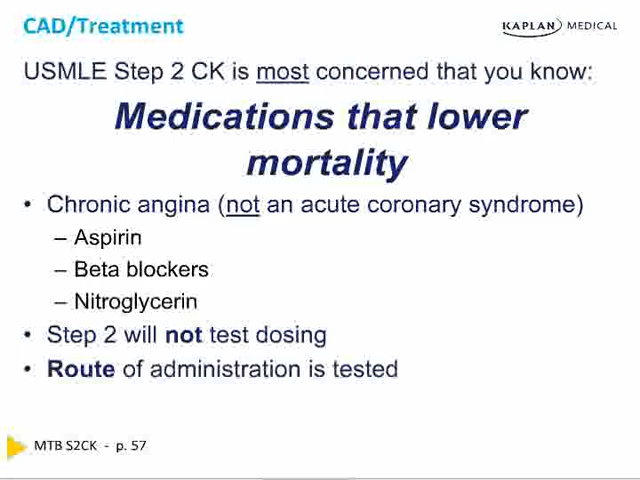 CAD/Treatment
KAPLAN MEDICAL
USMLE Step 2 CK is most concerned that you know:
Medications that lower
mortality
• Chronic angina (not an acute coronary syndrome)
– Aspirin
– Beta blockers
– Nitroglycerin
• Step 2 will not test dosing
• Route of administration is tested
MTB S2CK - p. 57